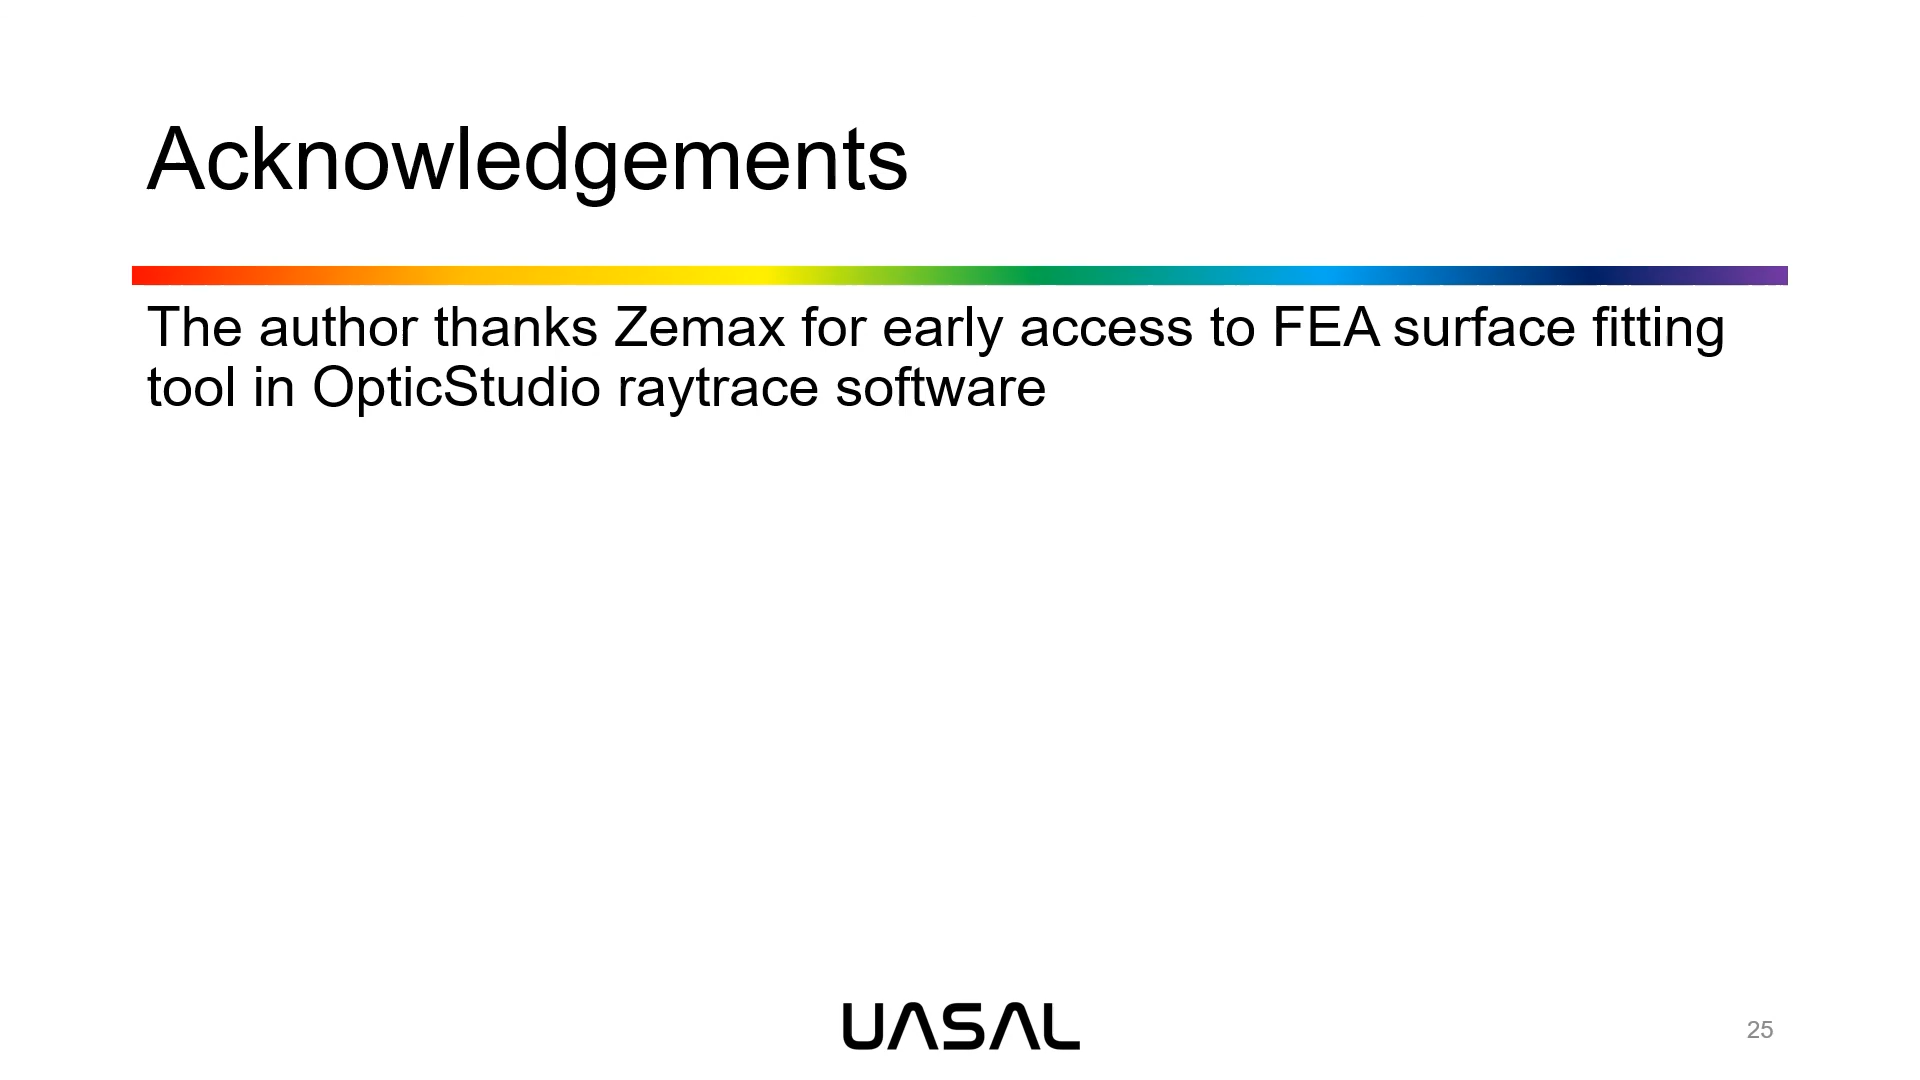 Acknowledgements
The author thanks Zemax for early access to FEA surface fitting
tool in OpticStudio raytrace software
UASAL
25